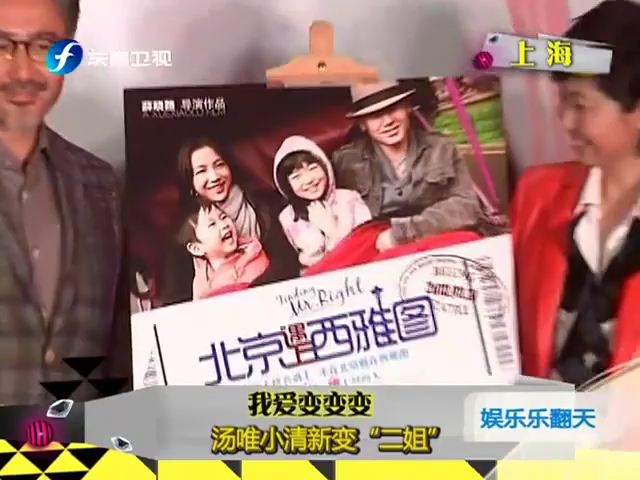 东南卫视
上海
薛晓路 导演作品
A XUEXIAOLU FILM
Finding
Mr. Right
北京遇上西雅图
我爱变变变
汤唯小清新变“二姐”
娱乐乐翻天